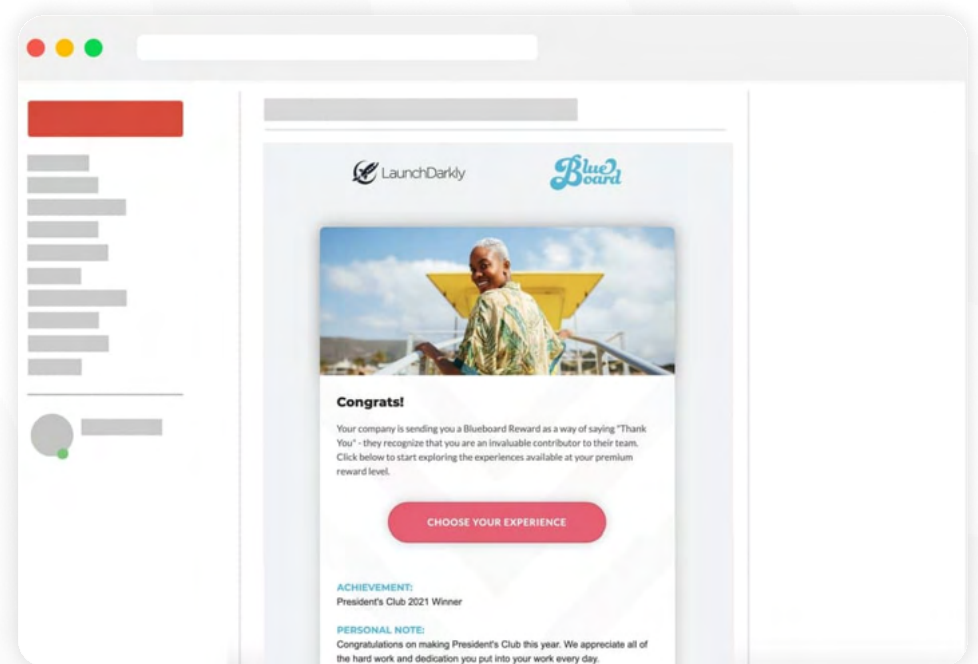 LaunchDarkly
Blue
Board
Congrats!
Your company is sending you a Blueboard Reward as a way of saying "Thank
You" - they recognize that you are an invaluable contributor to their team.
Click below to start exploring the experiences available at your premium
reward level.
CHOOSE YOUR EXPERIENCE
ACHIEVEMENT:
President's Club 2021 Winner
PERSONAL NOTE:
Congratulations on making President's Club this year. We appreciate all of
the hard work and dedication you put into your work every day.